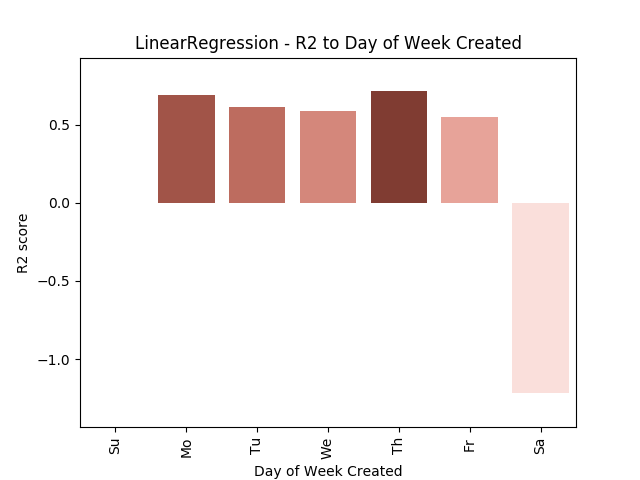 LinearRegression - R2 to Day of Week Created
R2 score
0.5
0.0
−0.5
−1.0
Su Mo Tu We Th Fr Sa
Day of Week Created